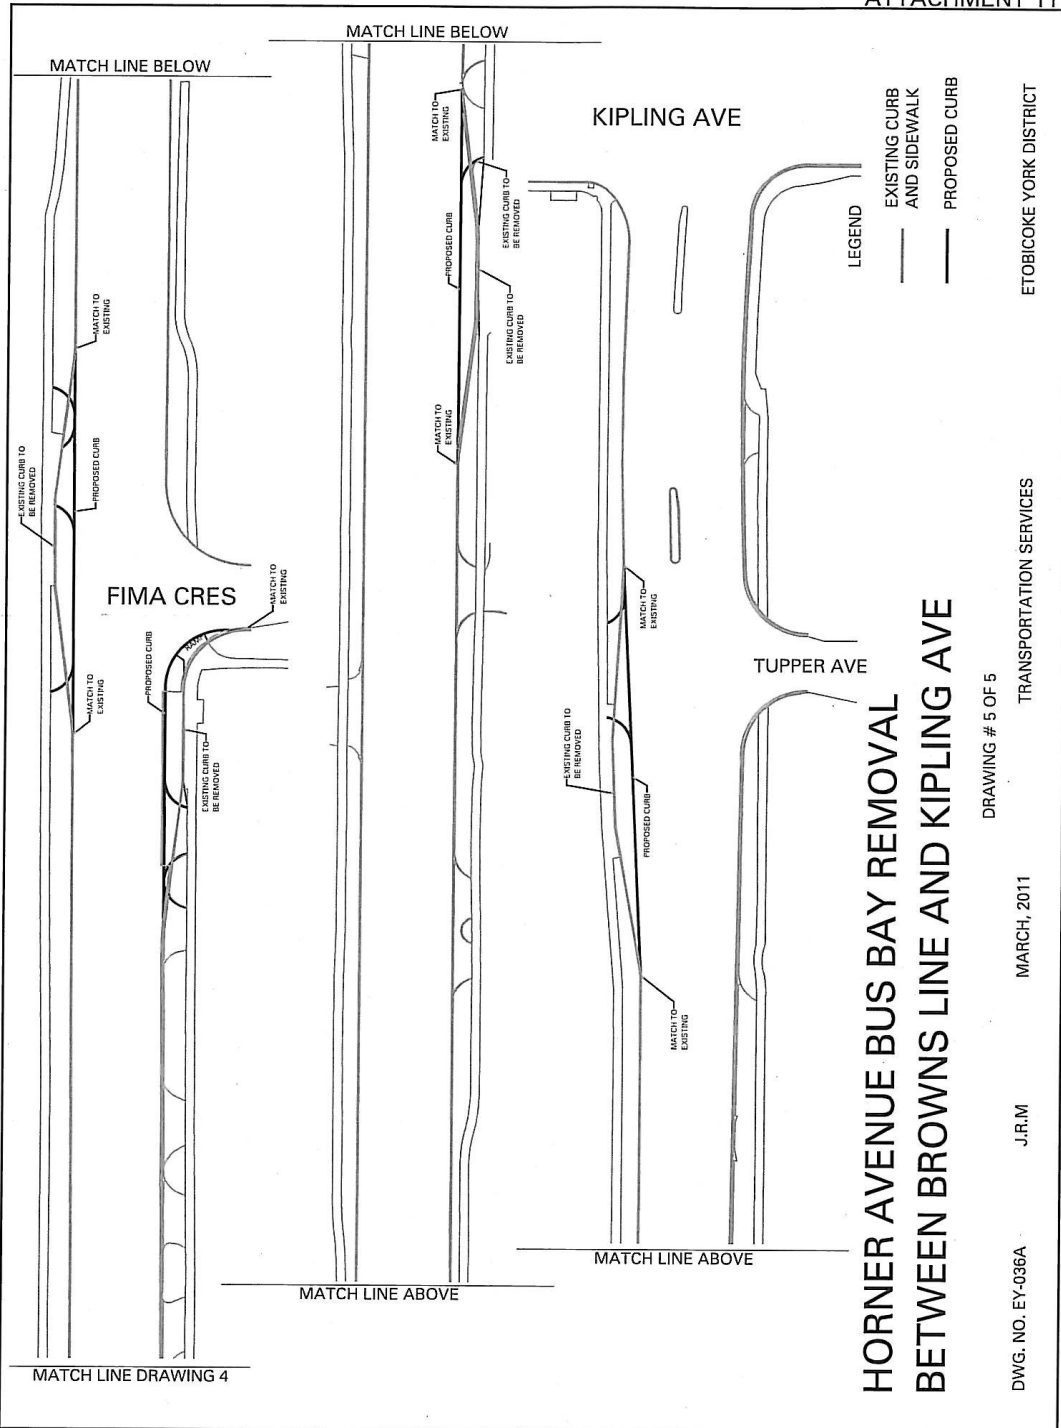 ATTACHMENT 11
MATCH LINE BELOW
MATCH LINE BELOW
MATCH TO
EXISTING
EXISTING CURB TO
BE REMOVED
PROPOSED CURB
MATCH TO
EXISTING
FIMA CRES
MATCH TO
EXISTING
RAMP
PROPOSED CURB
EXISTING CURB TO
BE REMOVED
MATCH LINE DRAWING 4
MATCH TO
EXISTING
EXISTING CURB TO
BE REMOVED
PROPOSED CURB
EXISTING CURB TO
BE REMOVED
MATCH TO
EXISTING
MATCH LINE ABOVE
KIPLING AVE
MATCH TO
EXISTING
TUPPER AVE
EXISTING CURB TO
BE REMOVED
PROPOSED CURB
MATCH TO
EXISTING
MATCH LINE ABOVE
LEGEND
EXISTING CURB
AND SIDEWALK
PROPOSED CURB
HORNER AVENUE BUS BAY REMOVAL
BETWEEN BROWNS LINE AND KIPLING AVE
DRAWING # 5 OF 5
DWG. NO. EY-036A J.R.M MARCH, 2011 TRANSPORTATION SERVICES ETOBICOKE YORK DISTRICT